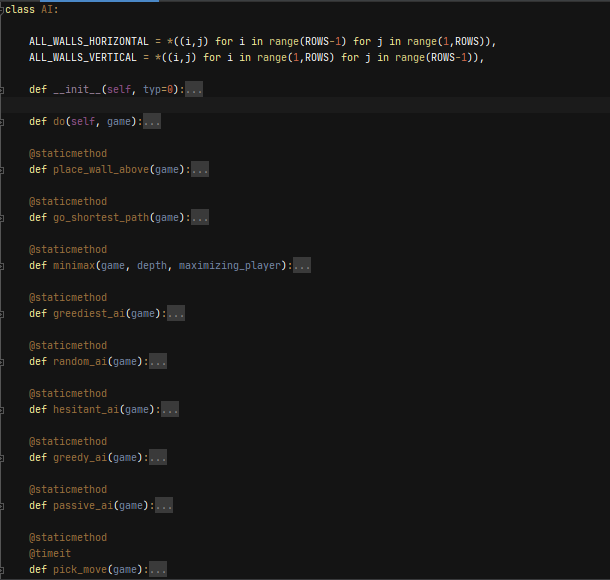 class AI:
ALL_WALLS_HORIZONTAL = *((i,j) for i in range(ROWS-1) for j in range(1,ROWS)),
ALL_WALLS_VERTICAL = *((i,j) for i in range(1,ROWS) for j in range(ROWS-1)),
def __init__(self, typ=0):...
def do(self, game):...
@staticmethod
def place_wall_above(game):...
@staticmethod
def go_shortest_path(game):...
@staticmethod
def minimax(game, depth, maximizing_player):...
@staticmethod
def greediest_ai(game):...
@staticmethod
def random_ai(game):...
@staticmethod
def hesitant_ai(game):...
@staticmethod
def greedy_ai(game):...
@staticmethod
def passive_ai(game):...
@staticmethod
@timeit
def pick_move(game):...